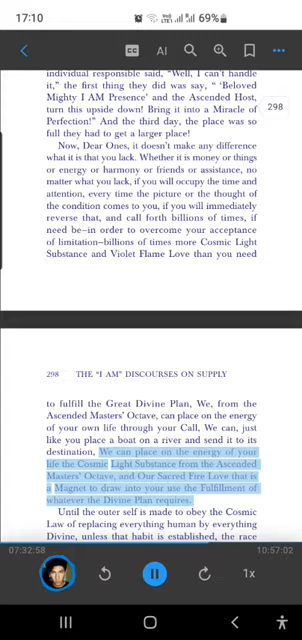 17:10
VoI
LTE
69%
CC
AI
individual responsible said, "Well, I can't handle
it," the first thing they did was say, " 'Beloved
Mighty I AM Presence' and the Ascended Host,
turn this upside down! Bring it into a Miracle of
Perfection!" And the third day, the place was so
full they had to get a larger place!
298
Now, Dear Ones, it doesn't make any difference
what it is that you lack. Whether it is money or things
or energy or harmony or friends or assistance, no
matter what you lack, if you will occupy the time and
attention, every time the picture or the thought of
the condition comes to you, if you will immediately
reverse that, and call forth billions of times, if
need be—in order to overcome your acceptance
of limitation—billions of times more Cosmic Light
Substance and Violet Flame Love than you need
298 THE "I AM" DISCOURSES ON SUPPLY
to fulfill the Great Divine Plan, We, from the
Ascended Masters' Octave, can place on the energy
of your own life through your Call, We can, just
like you place a boat on a river and send it to its
destination, We can place on the energy of your
life the Cosmic Light Substance from the Ascended
Masters' Octave, and Our Sacred Fire Love that is
a Magnet to draw into your use the Fulfillment of
whatever the Divine Plan requires.
Until the outer self is made to obey the Cosmic
Law of replacing everything human by everything
Divine, unless that habit is established, the race
07:32:58
10:57:02
1x